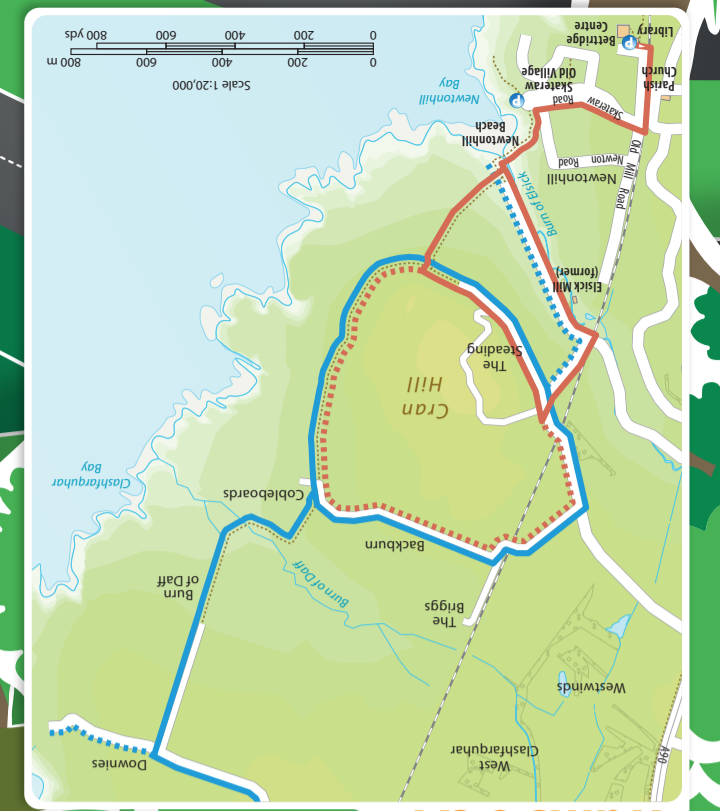 A90
West
Clashfarquhar
Downies
Westwinds
The
Briggs
Burn
of Daff
Burn of Daff
Backburn
Cobleboards
Clashfarquhar
Bay
Cran
Hill
The
Steading
Elsick Mill
(former)
Burn of Elsick
Newtonhill
Newton Road
Old Mill Road
Newtonhill
Beach
Skateraw Road
Parish
Church
Skateraw
Old Village
Newtonhill
Bay
Library
Bettridge
Centre
P
P
Scale 1:20,000
0 200 400 600 800 m
0 200 400 600 800 yds